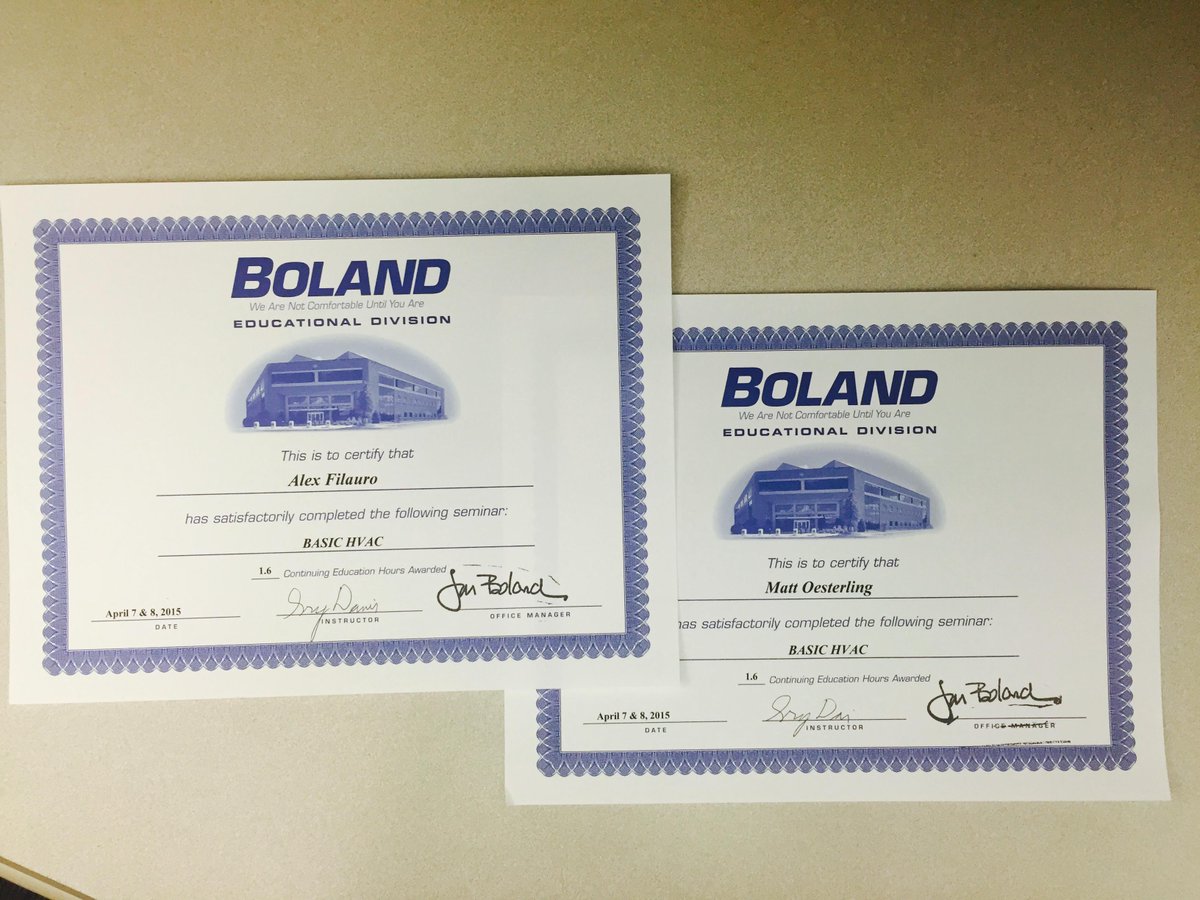 BOLAND
We Are Not Comfortable Until You Are
EDUCATIONAL DIVISION
This is to certify that
Alex Filauro
has satisfactorily completed the following seminar:
BASIC HVAC
1.6 Continuing Education Hours Awarded
April 7 & 8, 2015
DATE
INSTRUCTOR
Boland
OFFICE MANAGER
BOLAND
We Are Not Comfortable Until You Are
EDUCATIONAL DIVISION
This is to certify that
Matt Oesterling
has satisfactorily completed the following seminar:
BASIC HVAC
1.6 Continuing Education Hours Awarded
April 7 & 8, 2015
DATE
INSTRUCTOR
Boland
OFFICE MANAGER